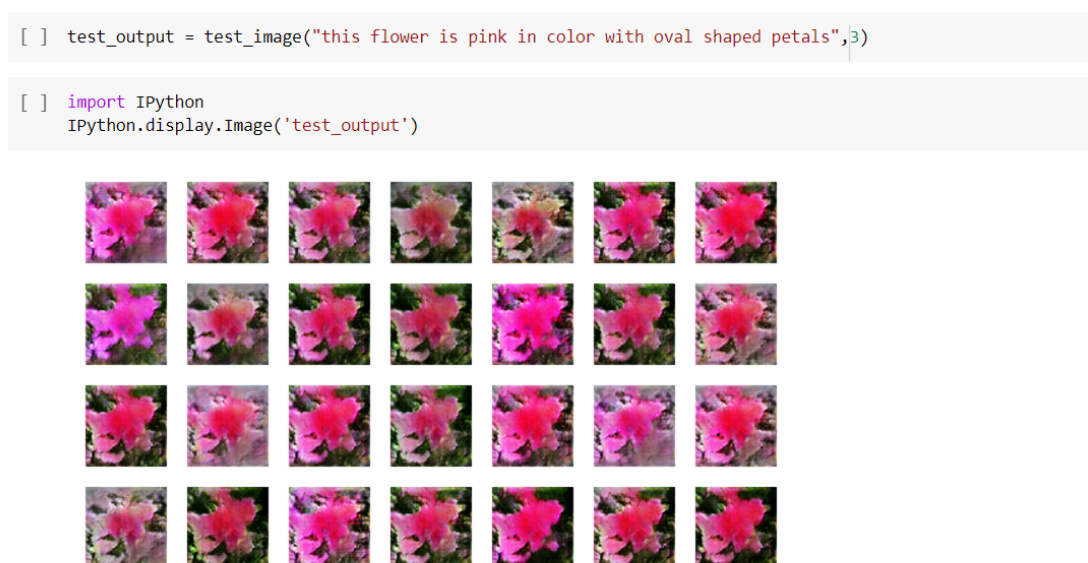 [ ] test_output = test_image("this flower is pink in color with oval shaped petals",3)
[ ] import IPython
IPython.display.Image('test_output')